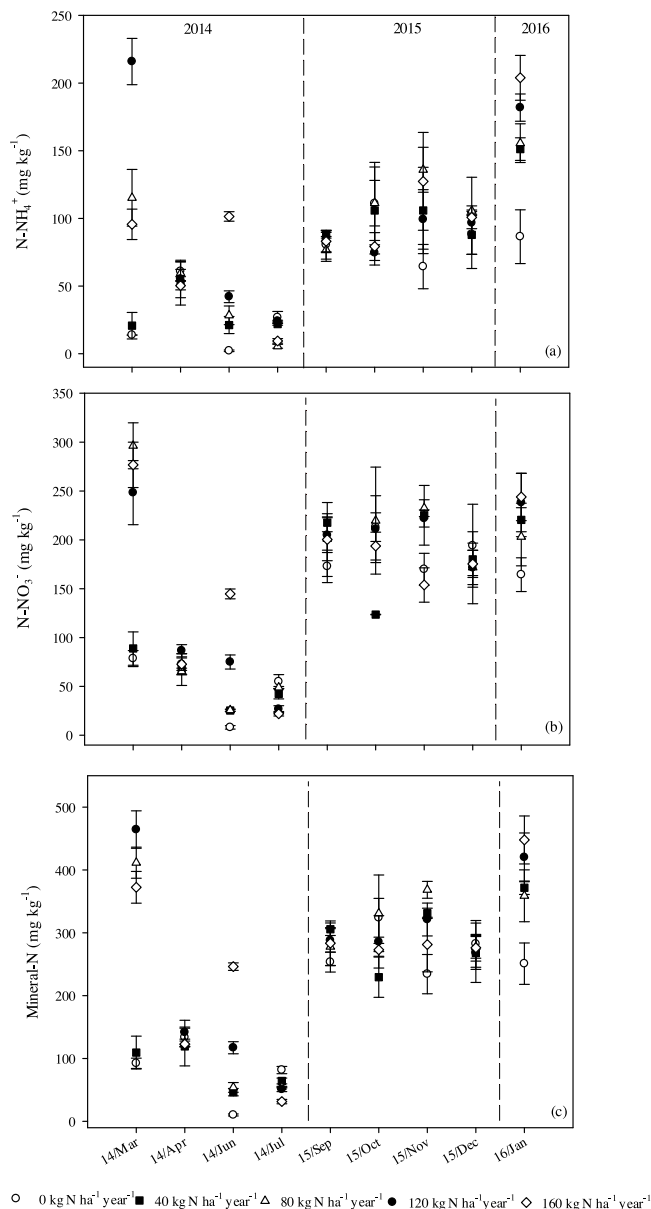 2014 2015 2016
250
200
150
100
50
0
N-NH₄⁺ (mg kg⁻¹)
(a)
350
300
250
200
150
100
50
0
N-NO₃⁻ (mg kg⁻¹)
(b)
500
400
300
200
100
0
Mineral-N (mg kg⁻¹)
(c)
14/Mar 14/Apr 14/Jun 14/Jul 15/Sep 15/Oct 15/Nov 15/Dec 16/Jan
0 kg N ha⁻¹ year⁻¹ 40 kg N ha⁻¹ year⁻¹ 80 kg N ha⁻¹ year⁻¹ 120 kg N ha⁻¹ year⁻¹ 160 kg N ha⁻¹ year⁻¹